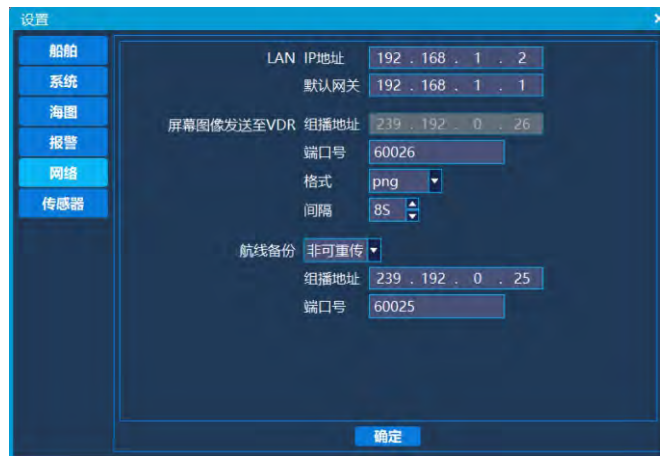 设置
船舶
系统
海图
报警
网络
传感器
LAN IP地址 192 . 168 . 1 . 2
默认网关 192 . 168 . 1 . 1
屏幕图像发送至VDR 组播地址 239 . 192 . 0 . 26
端口号 60026
格式 png
间隔 8S
航线备份 非可重传
组播地址 239 . 192 . 0 . 25
端口号 60025
确定